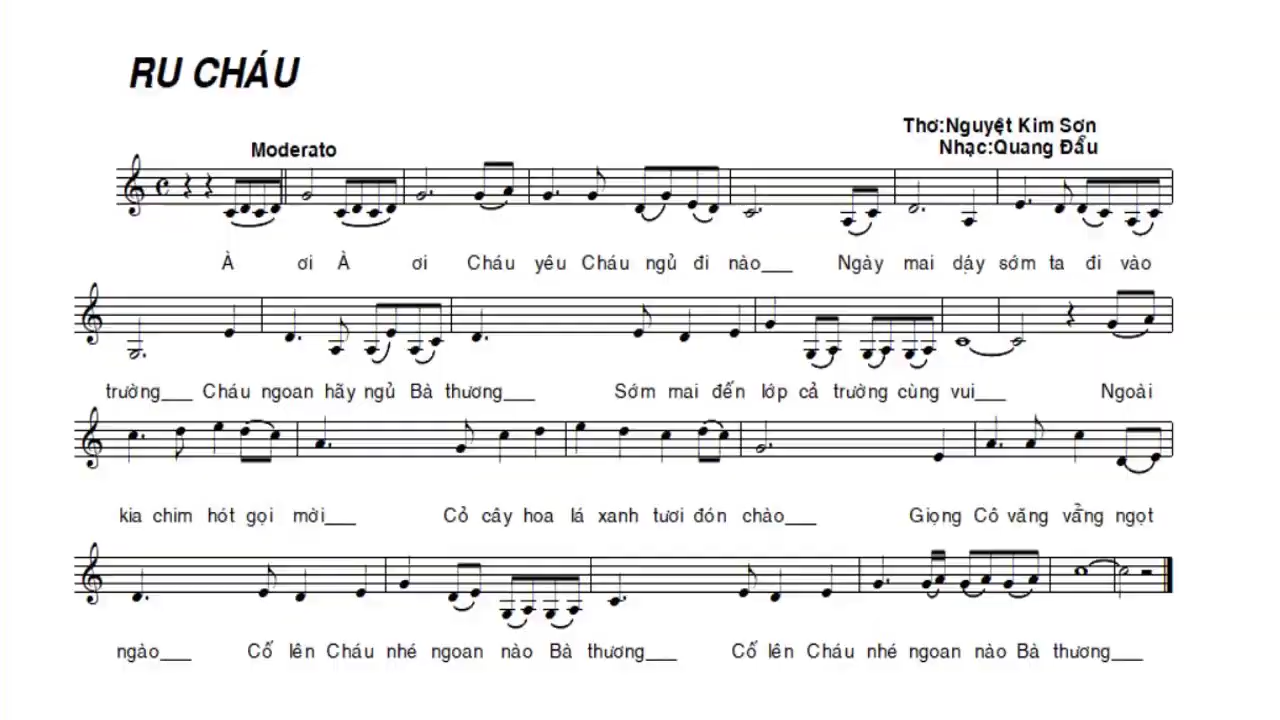 RU CHÁU
Thơ:Nguyệt Kim Sơn
Moderato
Nhạc:Quang Đẩu
À ơi À ơi Cháu yêu Cháu ngủ đi nào___ Ngày mai dậy sớm ta đi vào
trường___ Cháu ngoan hãy ngủ Bà thương___ Sớm mai đến lớp cả trường cùng vui___ Ngoài
kia chim hót gọi mời___ Cỏ cây hoa lá xanh tươi đón chào___ Giọng Cô văng vẳng ngọt
ngào___ Cố lên Cháu nhé ngoan nào Bà thương___ Cố lên Cháu nhé ngoan nào Bà thương___